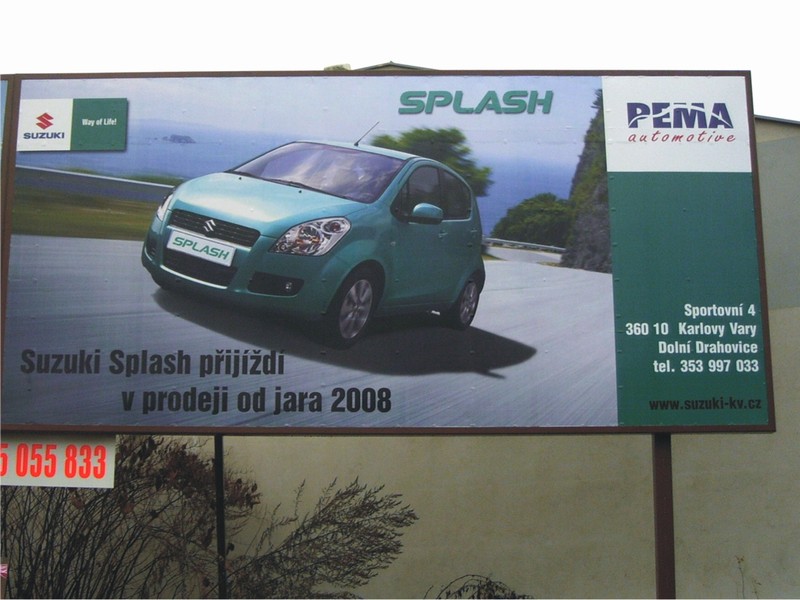 SUZUKI
Way of Life!
SPLASH
PEMA
automotive
SPLASH
Suzuki Splash přijíždí
v prodeji od jara 2008
Sportovní 4
360 10 Karlovy Vary
Dolní Drahovice
tel. 353 997 033
www.suzuki-kv.cz
5 055 833